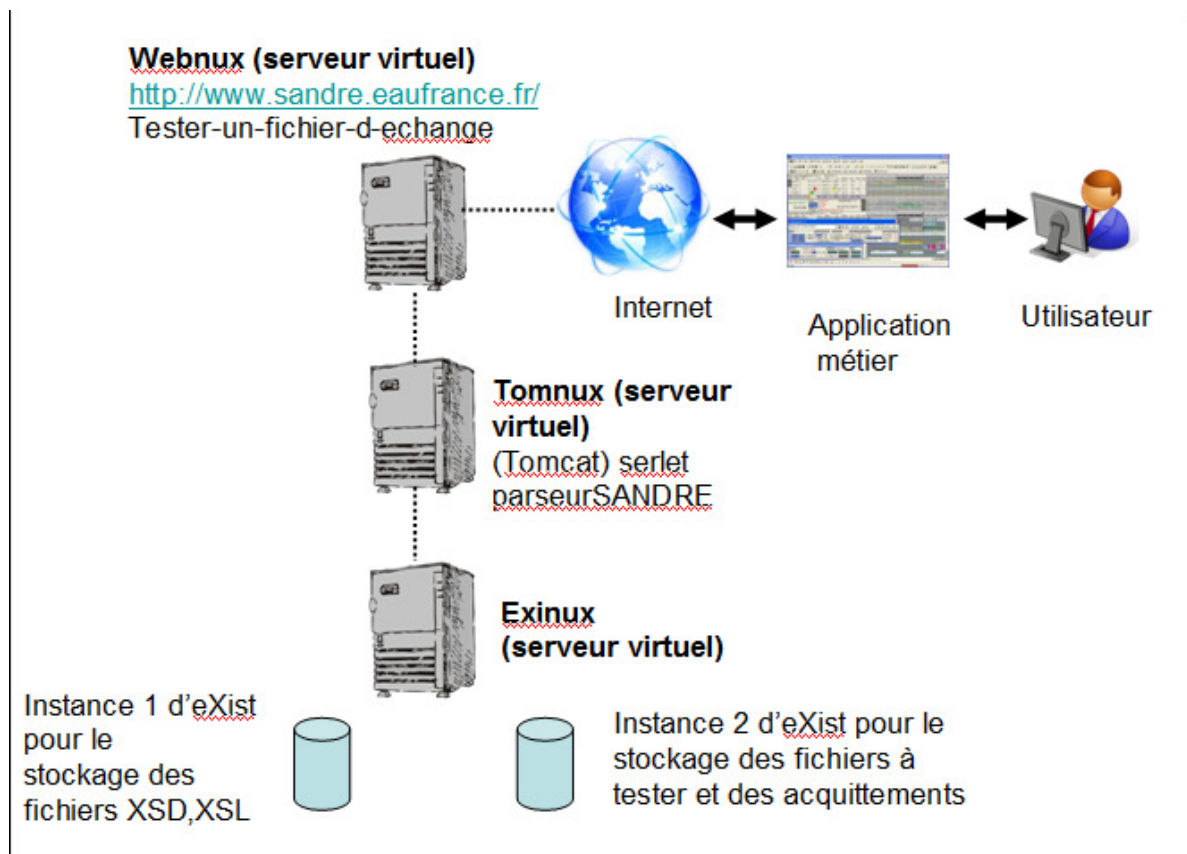 Webnux (serveur virtuel)
http://www.sandre.eaufrance.fr/
Tester-un-fichier-d-echange
Internet
Application
métier
Utilisateur
Tomnux (serveur
virtuel)
(Tomcat) serlet
parseurSANDRE
Exinux
(serveur virtuel)
Instance 1 d’eXist
pour le
stockage des
fichiers XSD,XSL
Instance 2 d’eXist pour le
stockage des fichiers à
tester et des acquittements